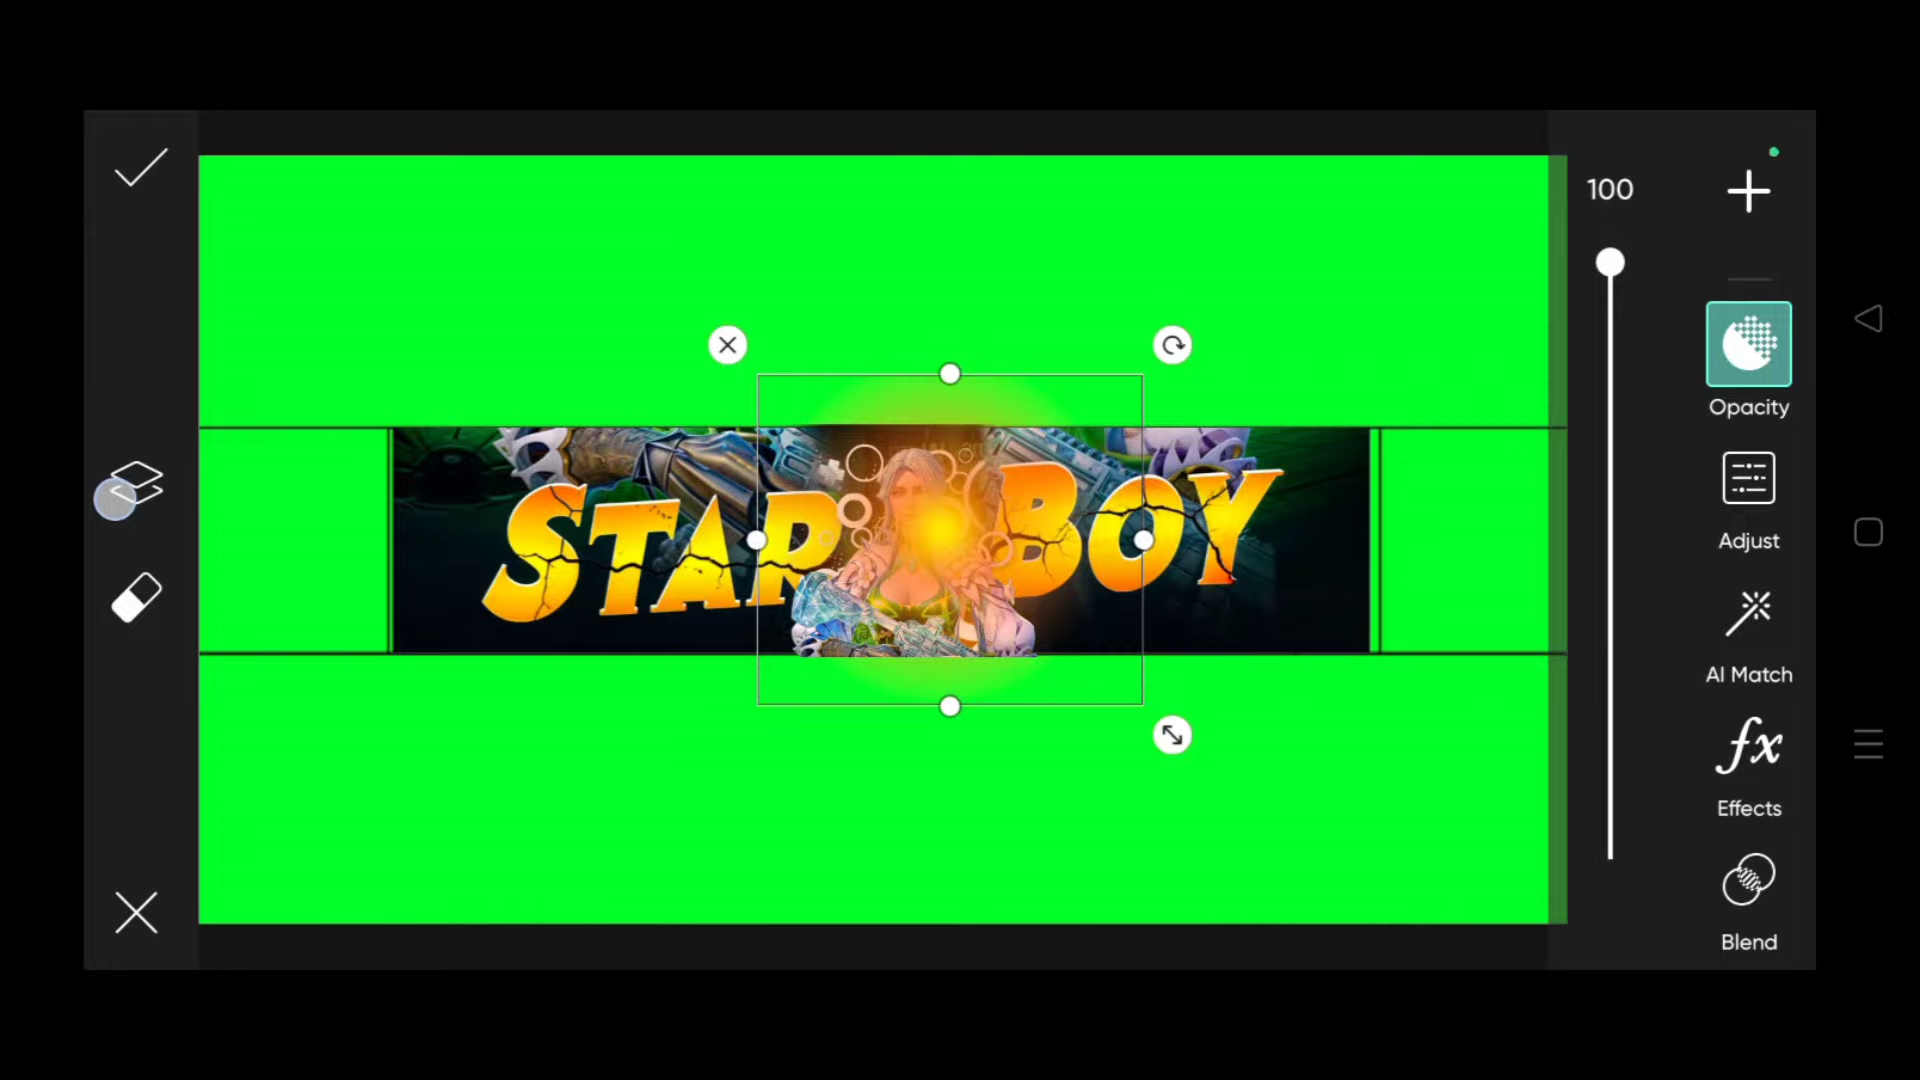 100
Opacity
STAR BOY
Adjust
AI Match
fx
Effects
Blend